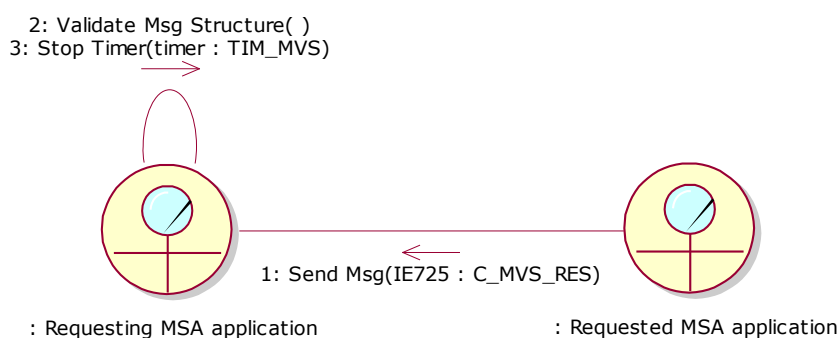 2: Validate Msg Structure( )
3: Stop Timer(timer : TIM_MVS)
1: Send Msg(IE725 : C_MVS_RES)
: Requesting MSA application
: Requested MSA application